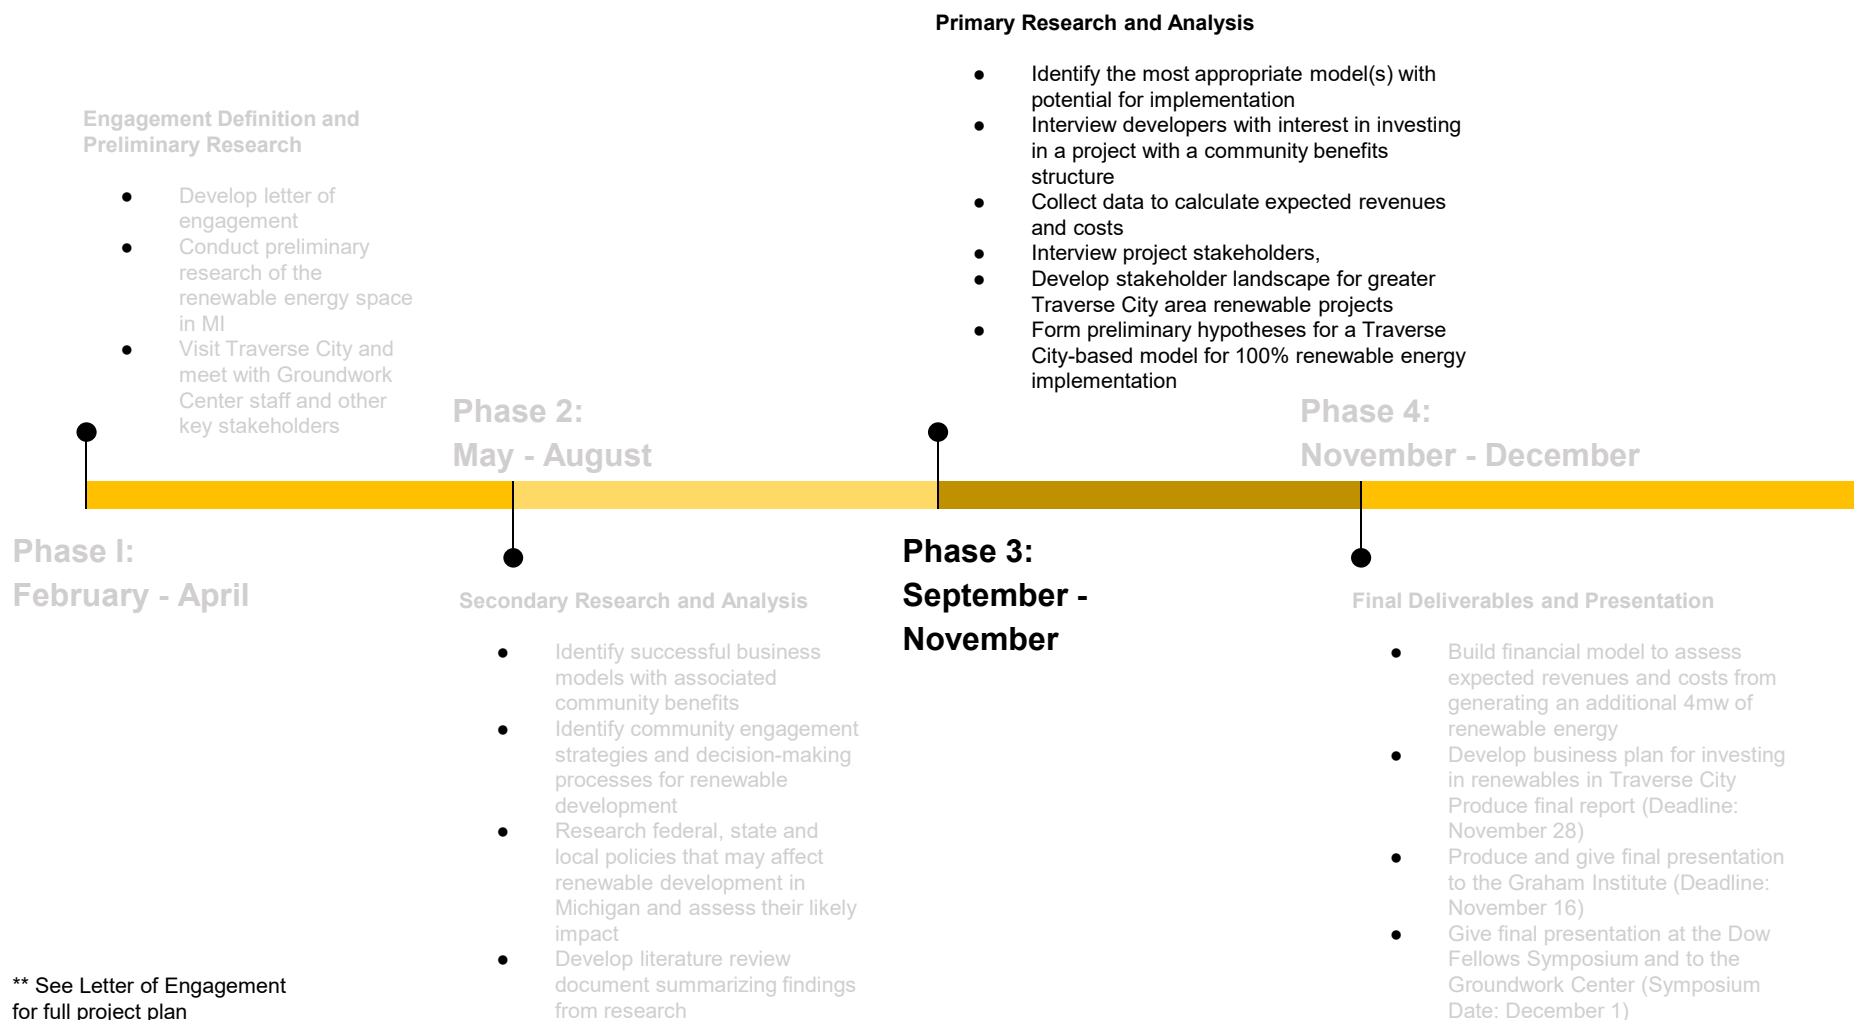 Engagement Definition and
Preliminary Research
● Develop letter of
engagement
● Conduct preliminary
research of the
renewable energy space
in MI
● Visit Traverse City and
meet with Groundwork
Center staff and other
key stakeholders
Phase I:
February - April
Phase 2:
May - August
Secondary Research and Analysis
● Identify successful business
models with associated
community benefits
● Identify community engagement
strategies and decision-making
processes for renewable
development
● Research federal, state and
local policies that may affect
renewable development in
Michigan and assess their likely
impact
● Develop literature review
document summarizing findings
from research
Primary Research and Analysis
● Identify the most appropriate model(s) with
potential for implementation
● Interview developers with interest in investing
in a project with a community benefits
structure
● Collect data to calculate expected revenues
and costs
● Interview project stakeholders,
● Develop stakeholder landscape for greater
Traverse City area renewable projects
● Form preliminary hypotheses for a Traverse
City-based model for 100% renewable energy
implementation
Phase 3:
September -
November
Phase 4:
November - December
Final Deliverables and Presentation
● Build financial model to assess
expected revenues and costs from
generating an additional 4mw of
renewable energy
● Develop business plan for investing
in renewables in Traverse City
Produce final report (Deadline:
November 28)
● Produce and give final presentation
to the Graham Institute (Deadline:
November 16)
● Give final presentation at the Dow
Fellows Symposium and to the
Groundwork Center (Symposium
Date: December 1)
** See Letter of Engagement
for full project plan